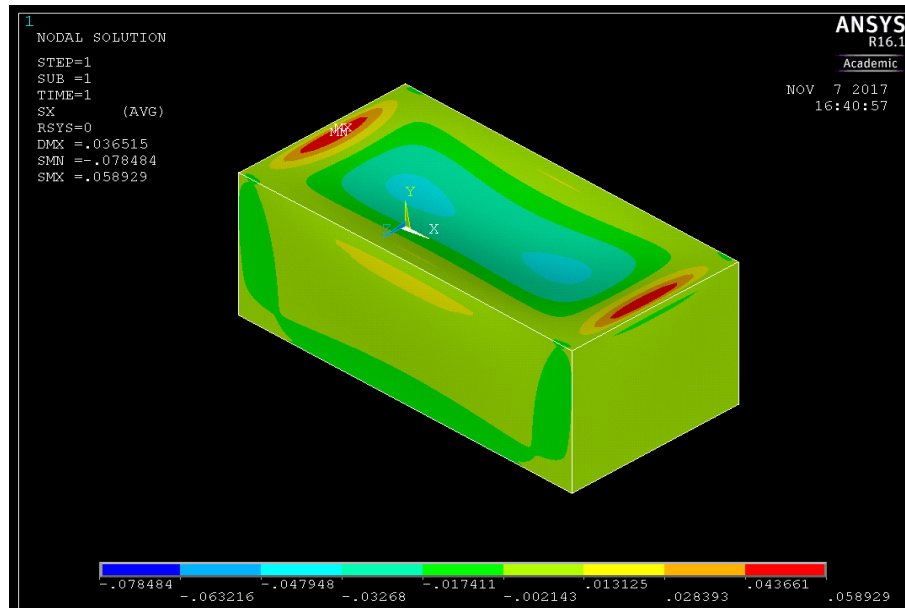 1
NODAL SOLUTION
STEP=1
SUB =1
TIME=1
SX (AVG)
RSYS=0
DMX =.036515
SMN =-.078484
SMX =.058929
ANSYS
R16.1
Academic
NOV 7 2017
16:40:57
MX
MN
Y
Z
X
-.078484
-.063216
-.047948
-.03268
-.017411
-.002143
.013125
.028393
.043661
.058929